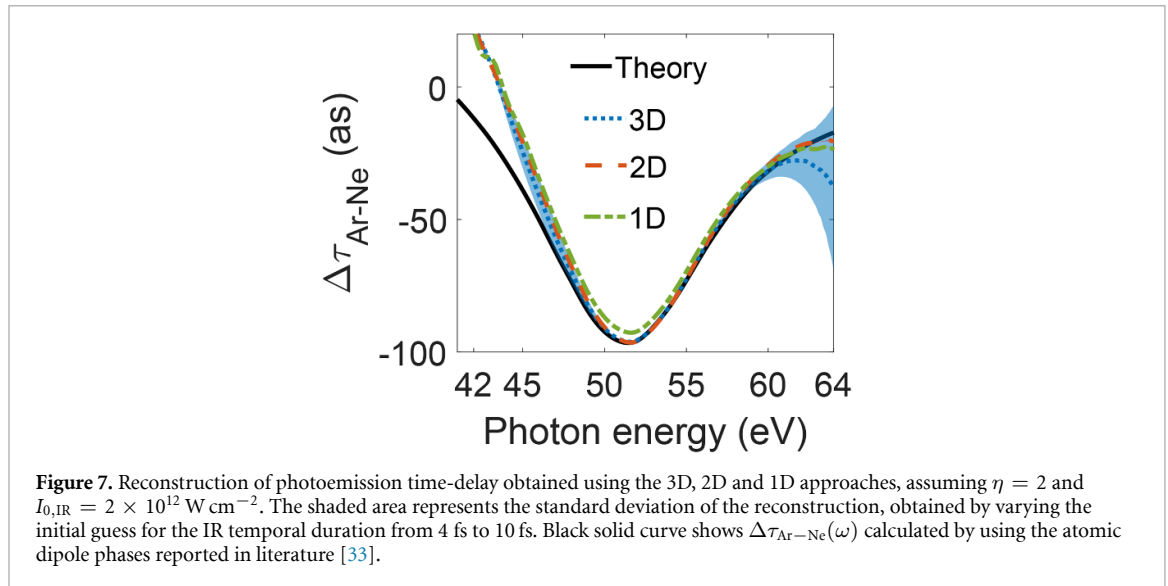 0
-50
-100
Δτ_Ar-Ne (as)
Theory
3D
2D
1D
42 45 50 55 60 64
Photon energy (eV)
Figure 7. Reconstruction of photoemission time-delay obtained using the 3D, 2D and 1D approaches, assuming η = 2 and
I₀,IR = 2 × 10¹² W cm⁻². The shaded area represents the standard deviation of the reconstruction, obtained by varying the
initial guess for the IR temporal duration from 4 fs to 10 fs. Black solid curve shows Δτ_Ar−Ne(ω) calculated by using the atomic
dipole phases reported in literature [33].